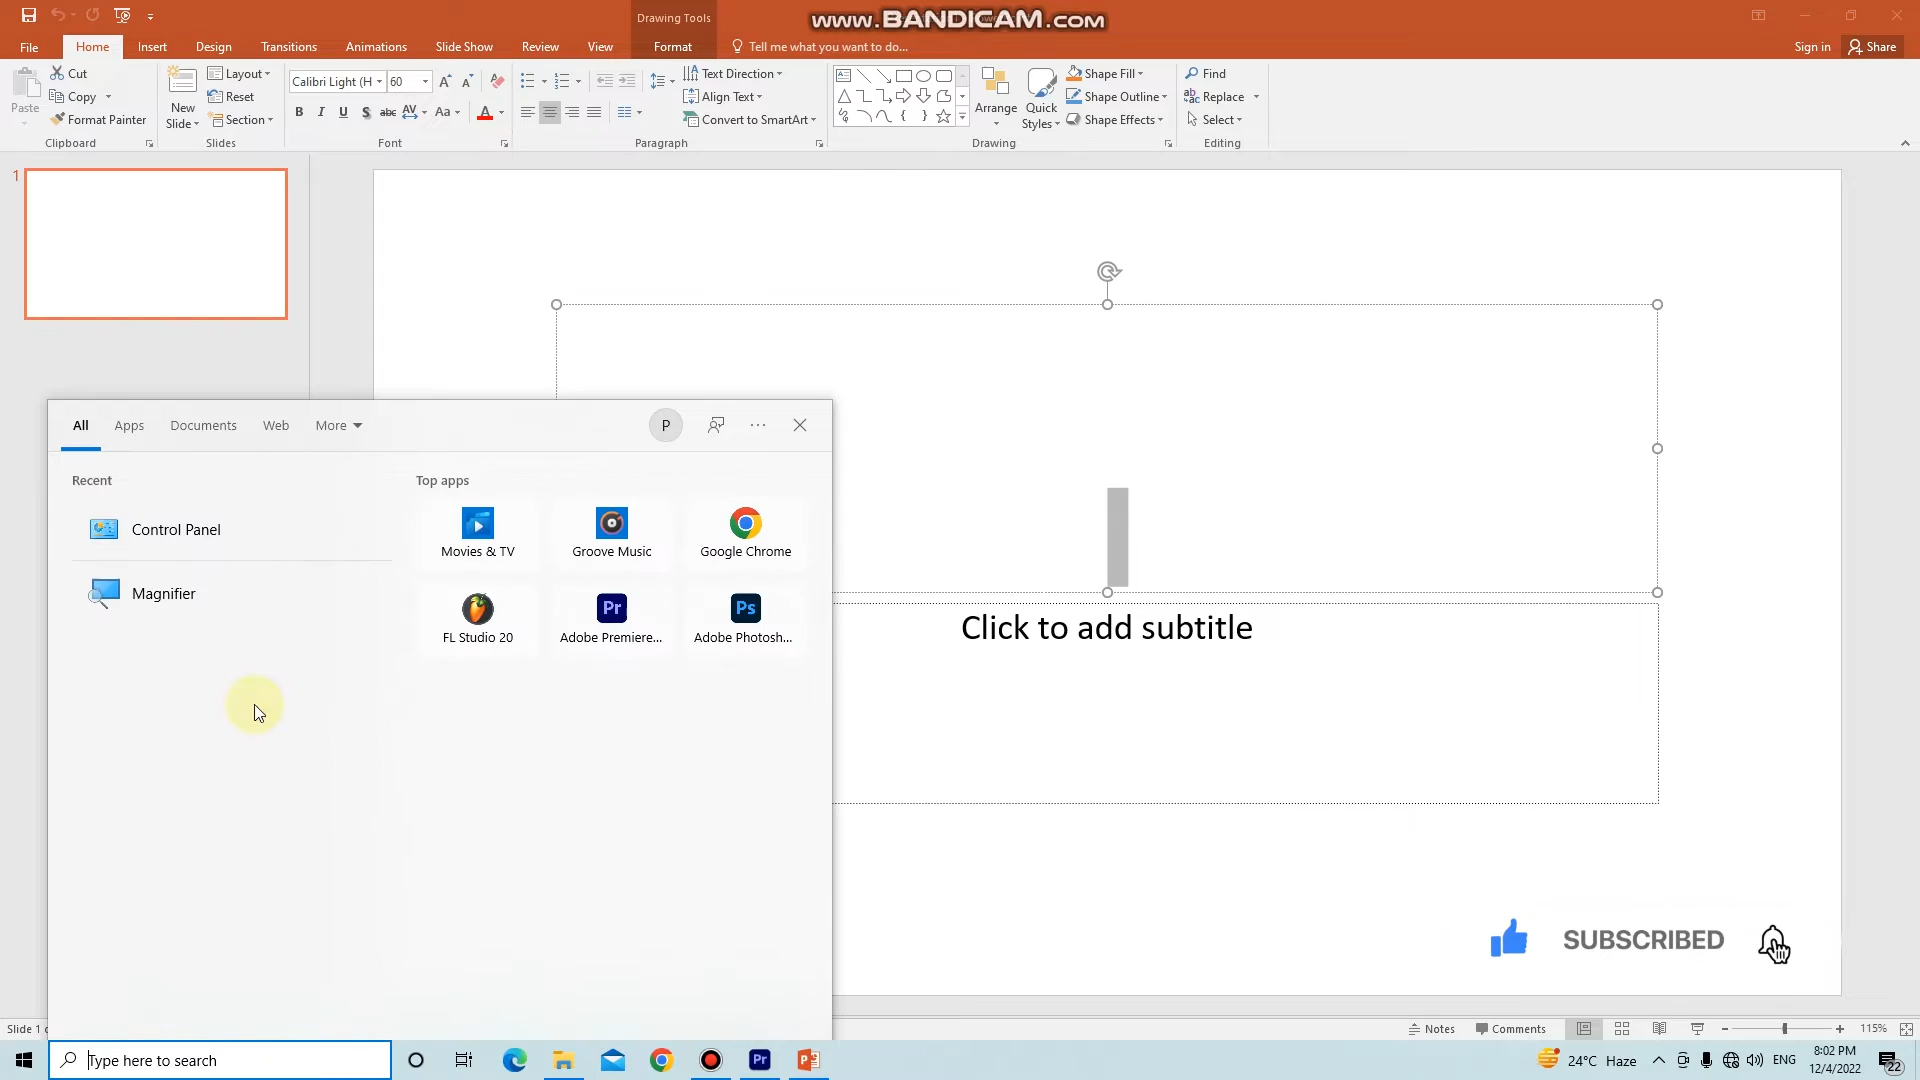 Drawing Tools
www.BANDICAM.com
File Home Insert Design Transitions Animations Slide Show Review View Format Tell me what you want to do... Sign in Share
Paste
Cut
Copy
Format Painter
Clipboard
New
Slide
Layout
Reset
Section
Slides
Calibri Light (H 60
B I U S abc AV Aa A
Font
Text Direction
Align Text
Convert to SmartArt
Paragraph
Arrange
Quick
Styles
Shape Fill
Shape Outline
Shape Effects
Drawing
Find
Replace
Select
Editing
1
All Apps Documents Web More P
Recent
Control Panel
Magnifier
Top apps
Movies & TV
Groove Music
Google Chrome
FL Studio 20
Adobe Premiere...
Adobe Photosh...
Click to add subtitle
SUBSCRIBED
Slide 1
Notes Comments 115%
Type here to search
Pr
24°C Haze ENG
8:02 PM
12/4/2022
22